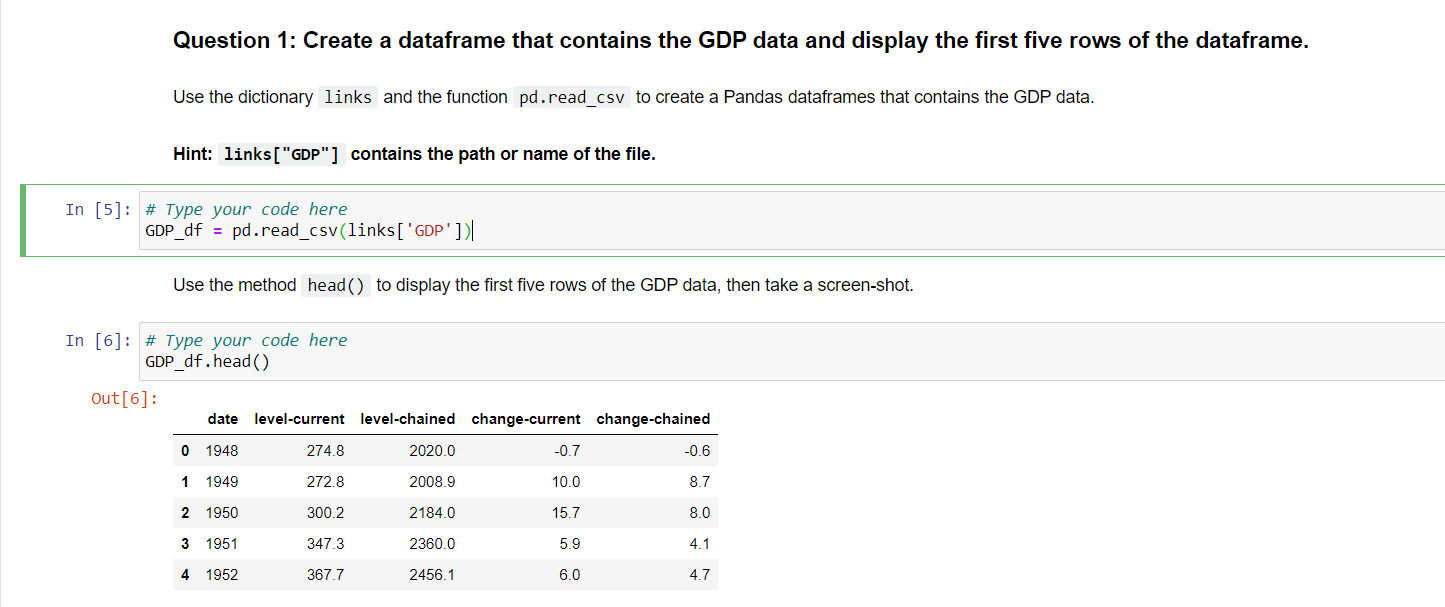 Question 1: Create a dataframe that contains the GDP data and display the first five rows of the dataframe.
Use the dictionary links and the function pd.read_csv to create a Pandas dataframes that contains the GDP data.
Hint: links["GDP"] contains the path or name of the file.
In [5]: # Type your code here
GDP_df = pd.read_csv(links['GDP'])
Use the method head() to display the first five rows of the GDP data, then take a screen-shot.
In [6]: # Type your code here
GDP_df.head()
Out[6]:
date level-current level-chained change-current change-chained
0 1948 274.8 2020.0 -0.7 -0.6
1 1949 272.8 2008.9 10.0 8.7
2 1950 300.2 2184.0 15.7 8.0
3 1951 347.3 2360.0 5.9 4.1
4 1952 367.7 2456.1 6.0 4.7